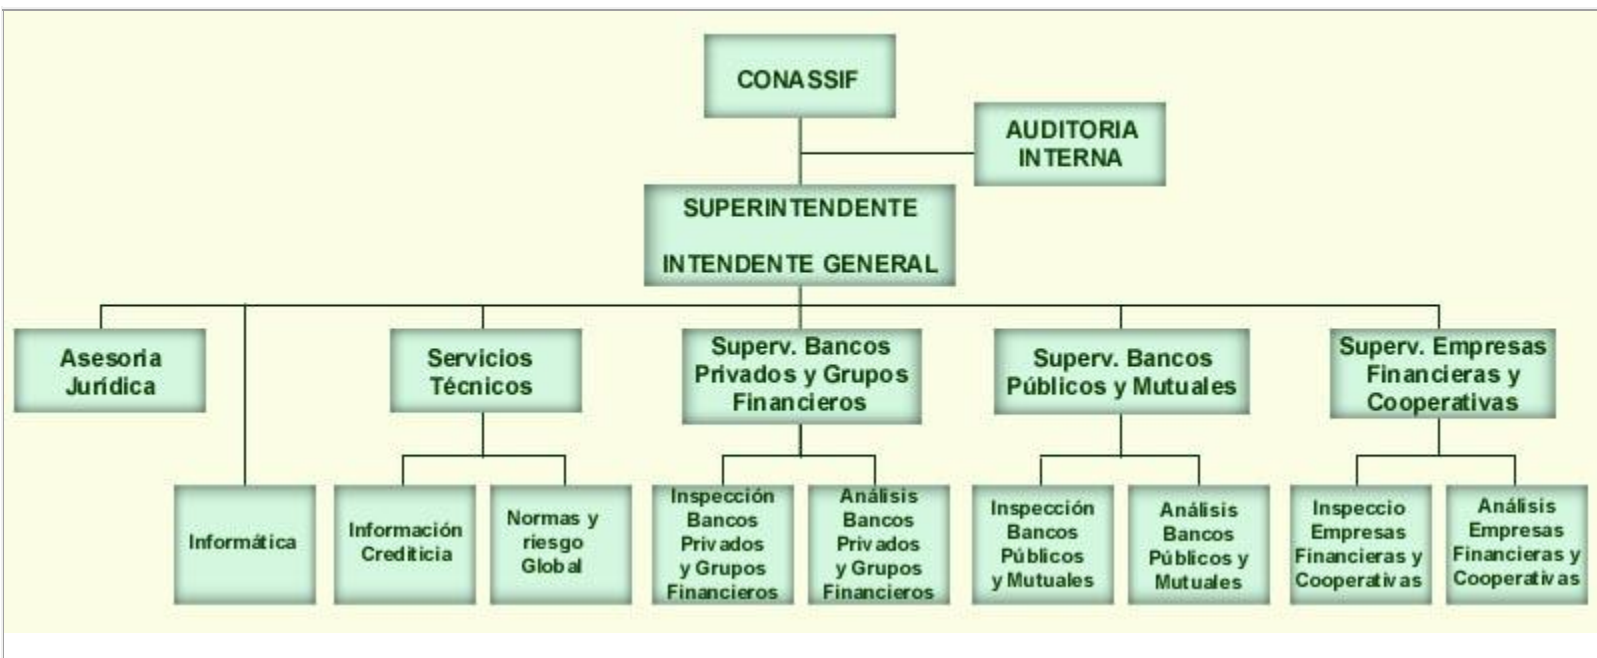 CONASSIF
AUDITORIA
INTERNA
SUPERINTENDENTE
INTENDENTE GENERAL
Asesoria
Jurídica
Servicios
Técnicos
Superv. Bancos
Privados y Grupos
Financieros
Superv. Bancos
Públicos y Mutuales
Superv. Empresas
Financieras y
Cooperativas
Informática
Información
Crediticia
Normas y
riesgo
Global
Inspección
Bancos
Privados
y Grupos
Financieros
Análisis
Bancos
Privados
y Grupos
Financieros
Inspección
Bancos
Públicos
y Mutuales
Análisis
Bancos
Públicos y
Mutuales
Inspeccio
Empresas
Financieras y
Cooperativas
Análisis
Empresas
Financieras y
Cooperativas